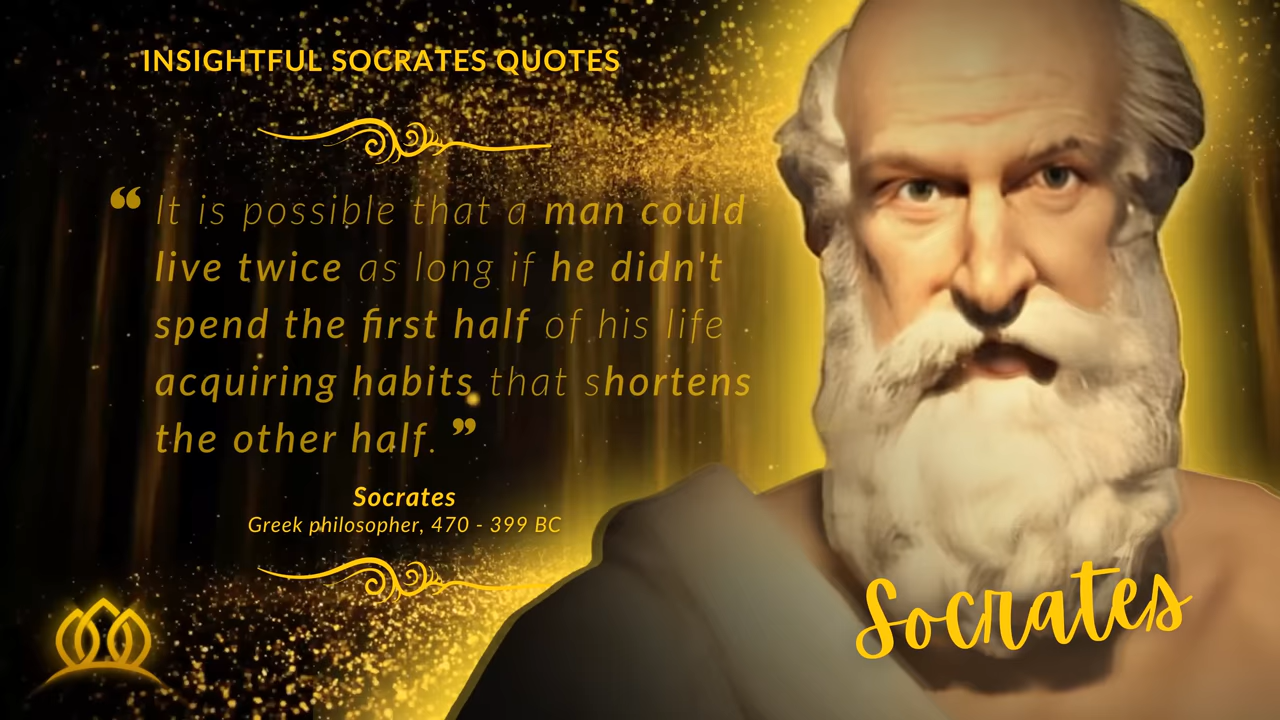 INSIGHTFUL SOCRATES QUOTES
“ It is possible that a man could
live twice as long if he didn't
spend the first half of his life
acquiring habits that shortens
the other half. ”
Socrates
Greek philosopher, 470 - 399 BC
Socrates